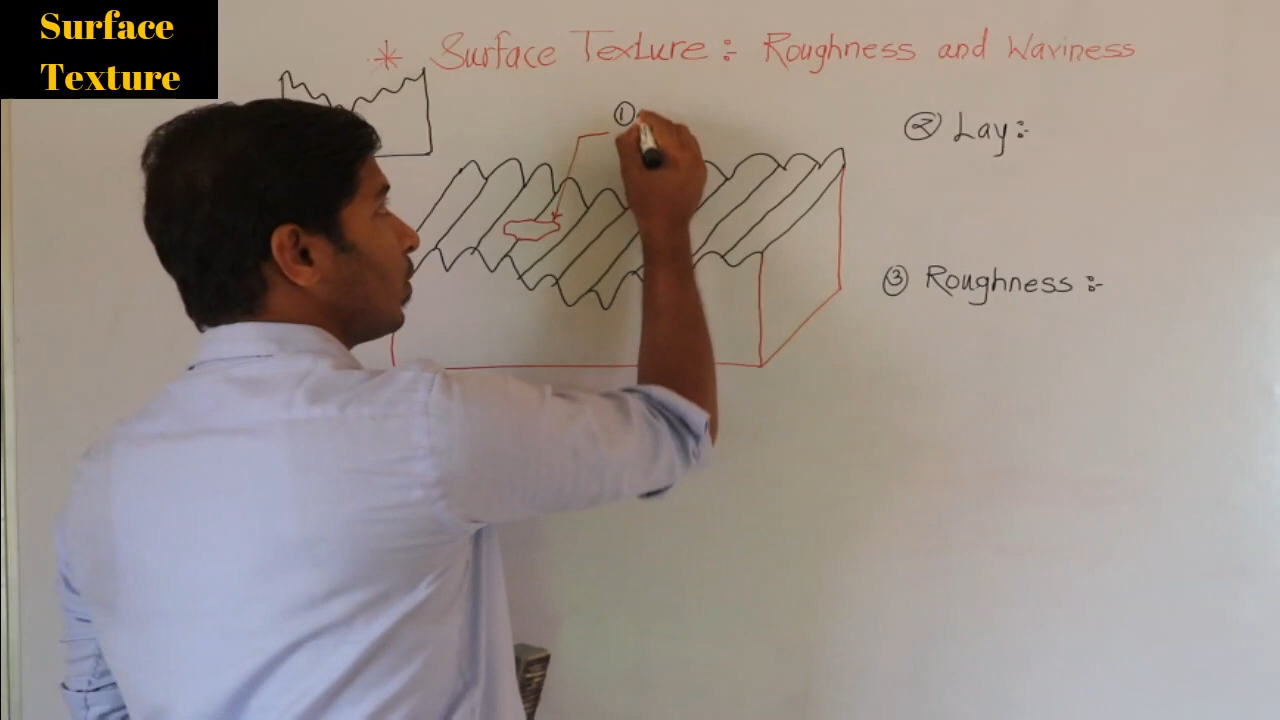 Surface
Texture
* Surface Texture :- Roughness and Waviness
①
② Lay :-
③ Roughness :-